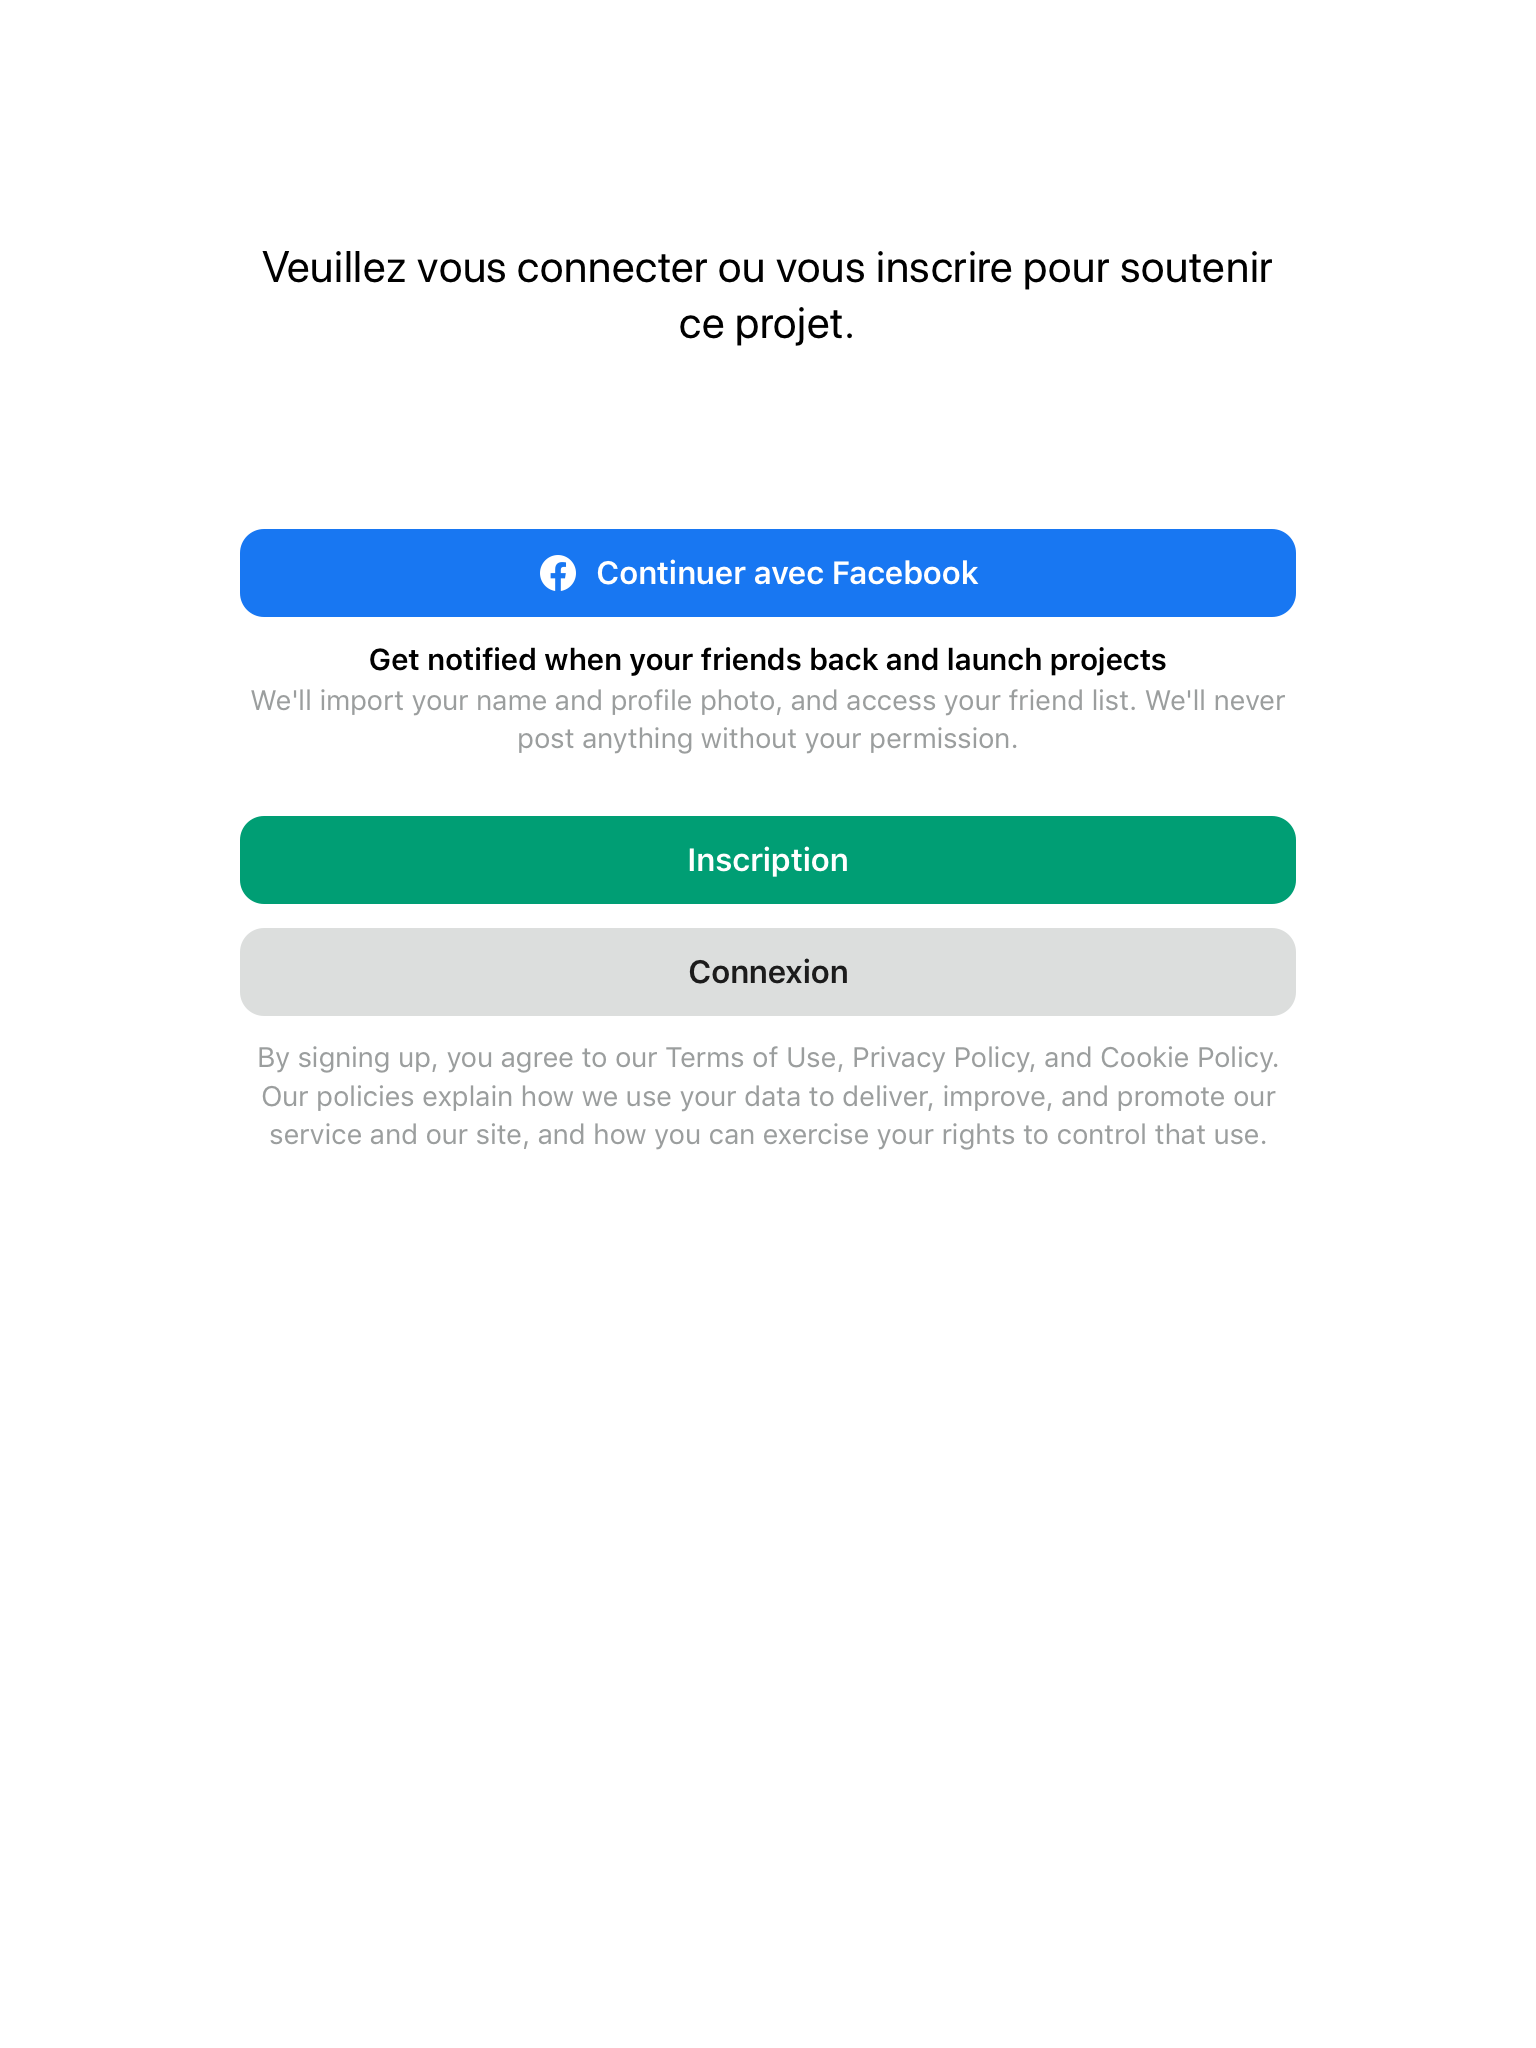 Veuillez vous connecter ou vous inscrire pour soutenir
ce projet.
Continuer avec Facebook
Get notified when your friends back and launch projects
We'll import your name and profile photo, and access your friend list. We'll never
post anything without your permission.
Inscription
Connexion
By signing up, you agree to our Terms of Use, Privacy Policy, and Cookie Policy.
Our policies explain how we use your data to deliver, improve, and promote our
service and our site, and how you can exercise your rights to control that use.